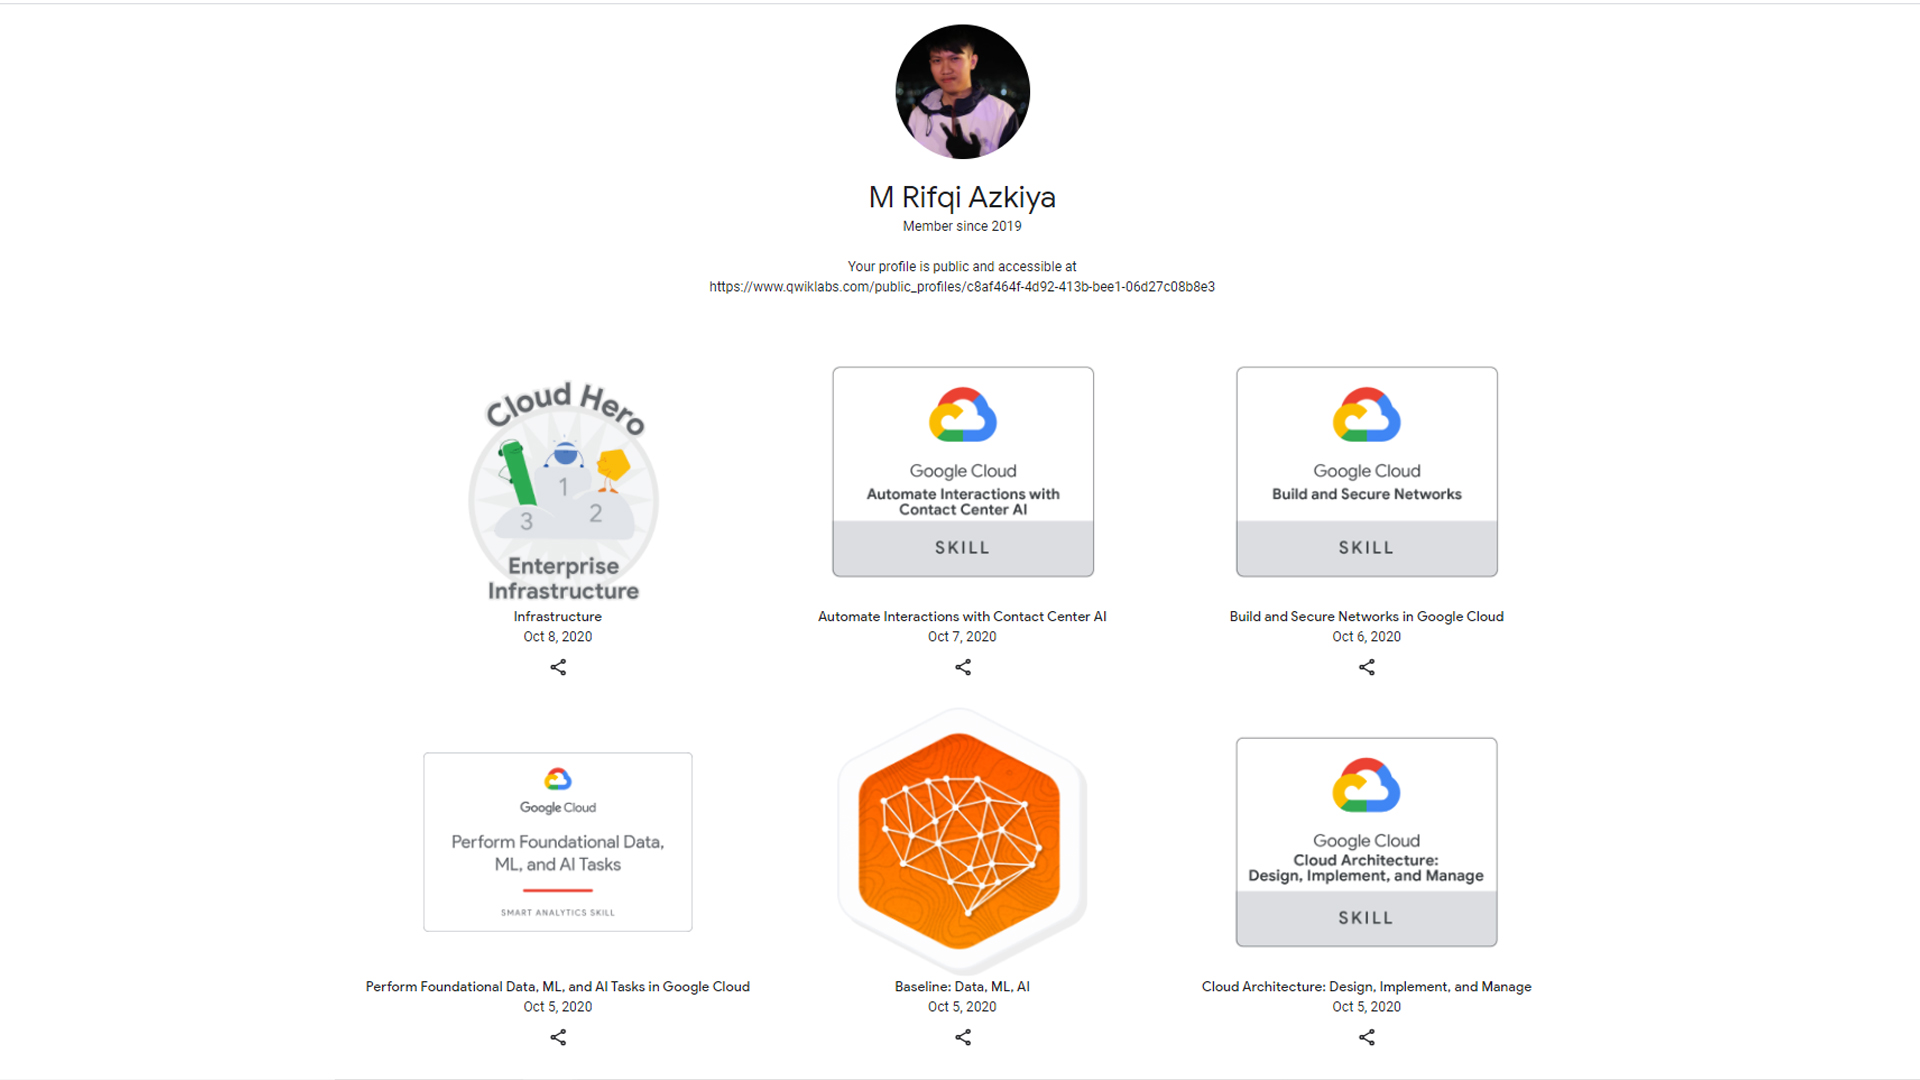 M Rifqi Azkiya
Member since 2019
Your profile is public and accessible at
https://www.qwiklabs.com/public_profiles/c8af464f-4d92-413b-bee1-06d27c08b8e3
Cloud Hero
1
2
3
Enterprise
Infrastructure
Infrastructure
Oct 8, 2020
Google Cloud
Automate Interactions with
Contact Center AI
SKILL
Automate Interactions with Contact Center AI
Oct 7, 2020
Google Cloud
Build and Secure Networks
SKILL
Build and Secure Networks in Google Cloud
Oct 6, 2020
Google Cloud
Perform Foundational Data,
ML, and AI Tasks
SMART ANALYTICS SKILL
Perform Foundational Data, ML, and AI Tasks in Google Cloud
Oct 5, 2020
Baseline: Data, ML, AI
Oct 5, 2020
Google Cloud
Cloud Architecture:
Design, Implement, and Manage
SKILL
Cloud Architecture: Design, Implement, and Manage
Oct 5, 2020